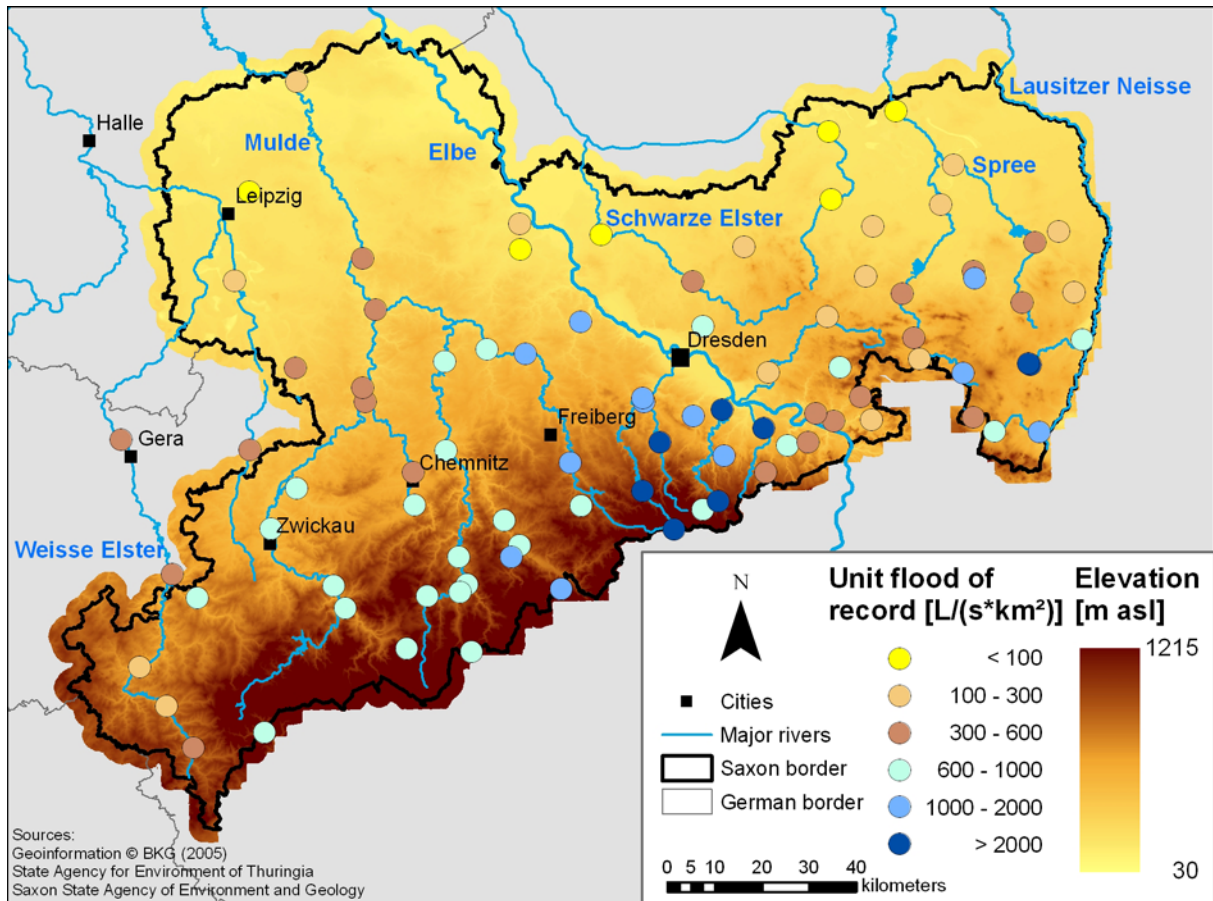 Lausitzer Neisse
Halle
Mulde
Elbe
Spree
Leipzig
Schwarze Elster
Dresden
Freiberg
Gera
Chemnitz
Zwickau
Weisse Elster
N
Cities
Major rivers
Saxon border
German border
0 5 10 20 30 40
kilometers
Unit flood of
record [L/(s*km²)]
< 100
100 - 300
300 - 600
600 - 1000
1000 - 2000
> 2000
Elevation
[m asl]
1215
30
Sources:
Geoinformation © BKG (2005)
State Agency for Environment of Thuringia
Saxon State Agency of Environment and Geology